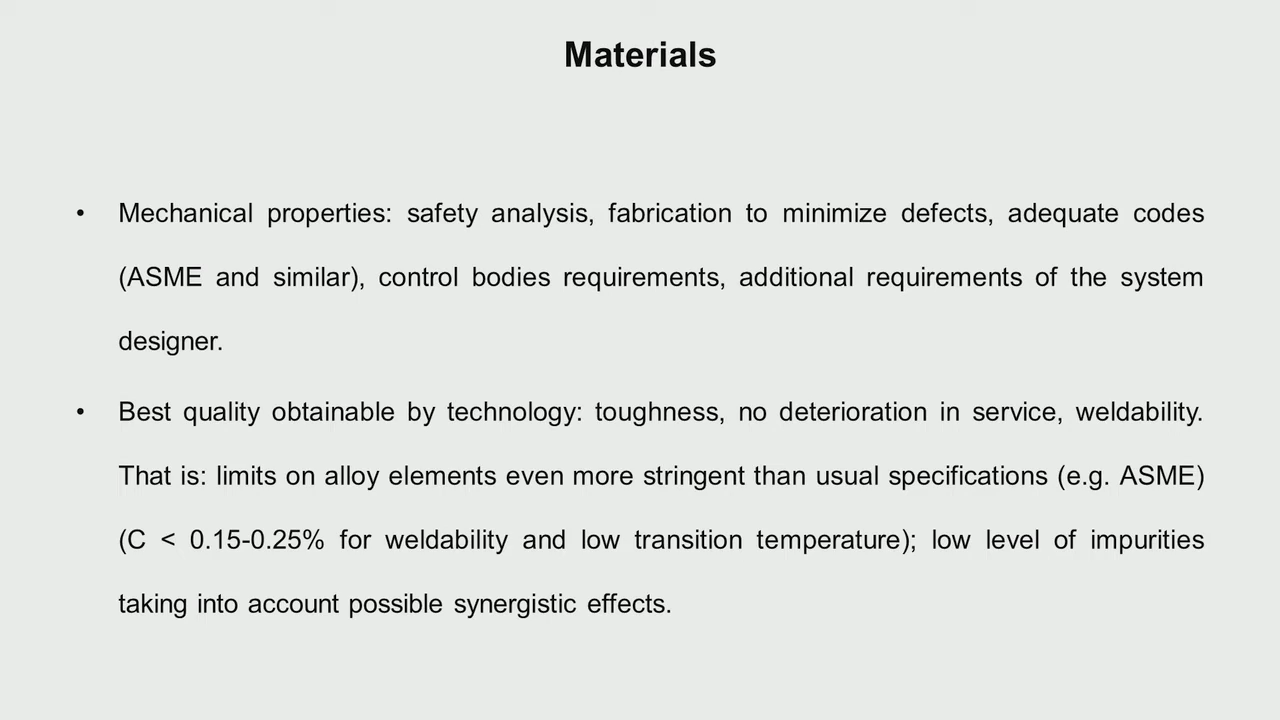 Materials
• Mechanical properties: safety analysis, fabrication to minimize defects, adequate codes
(ASME and similar), control bodies requirements, additional requirements of the system
designer.
• Best quality obtainable by technology: toughness, no deterioration in service, weldability.
That is: limits on alloy elements even more stringent than usual specifications (e.g. ASME)
(C < 0.15-0.25% for weldability and low transition temperature); low level of impurities
taking into account possible synergistic effects.